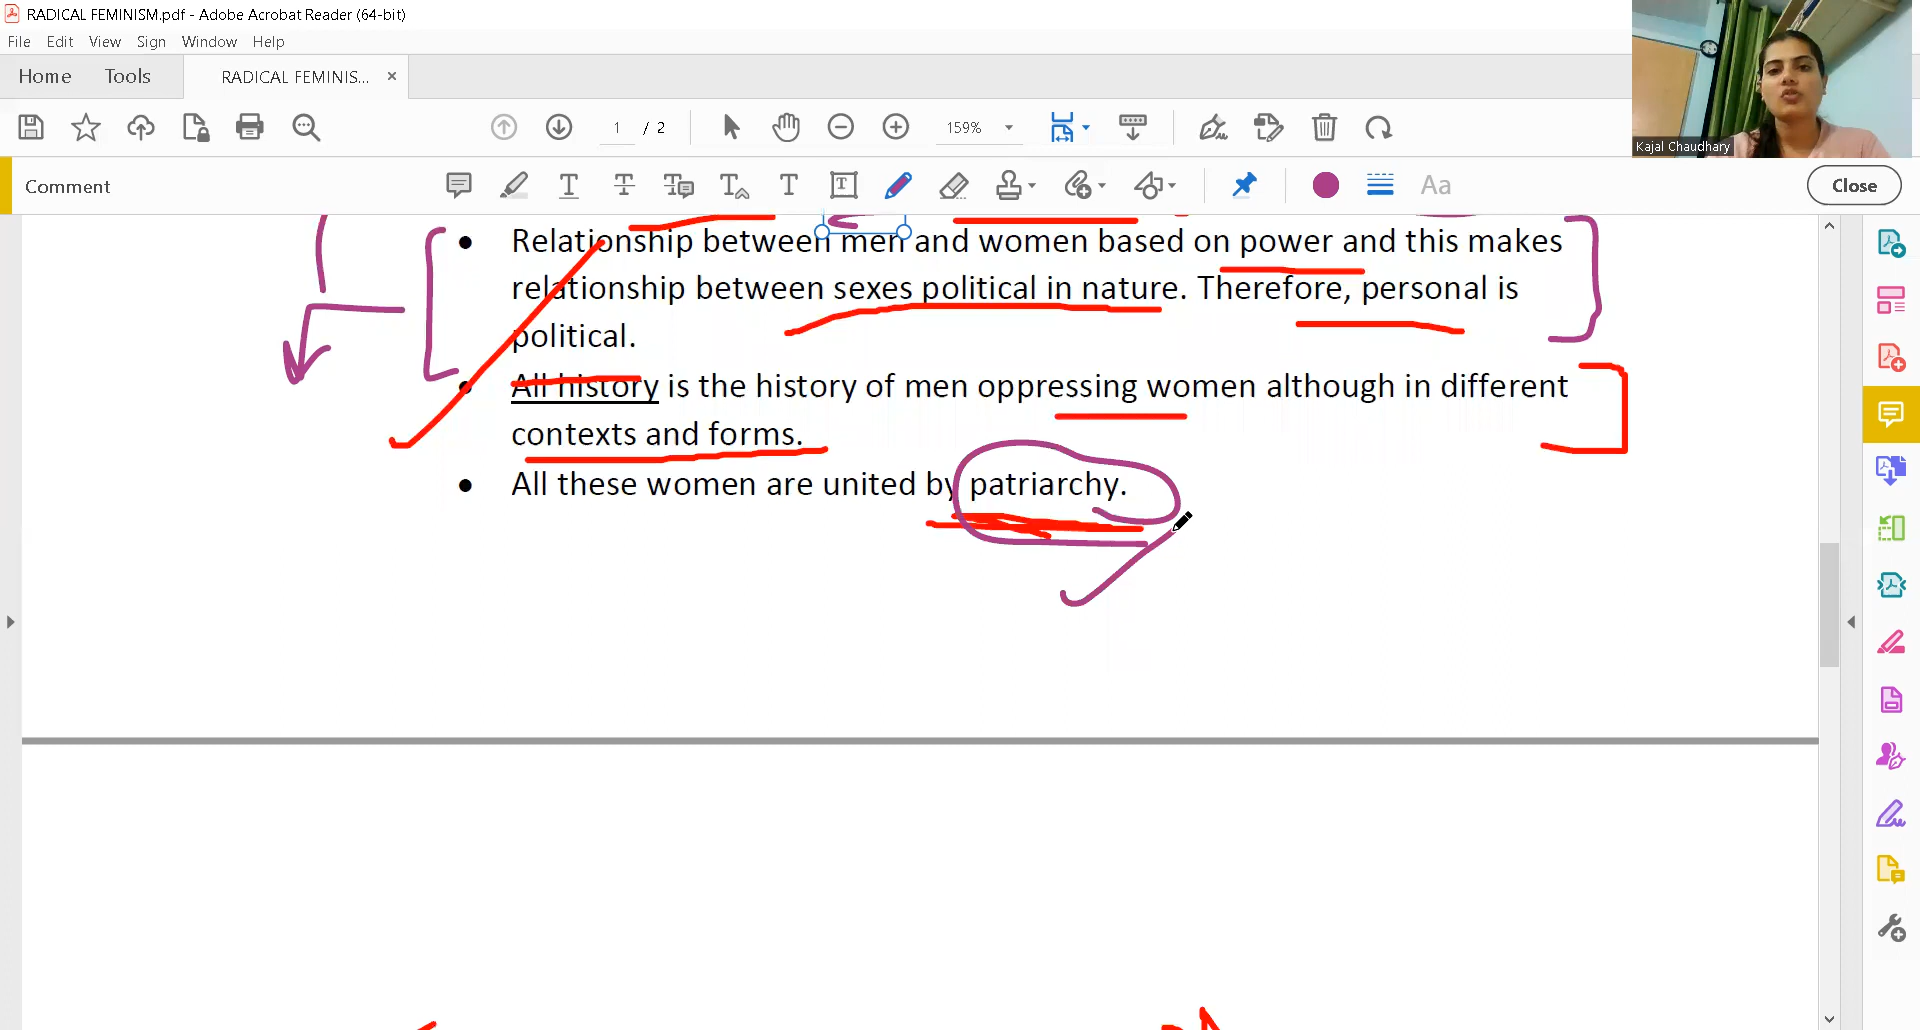 RADICAL FEMINISM.pdf - Adobe Acrobat Reader (64-bit)
File Edit View Sign Window Help
Home Tools RADICAL FEMINIS... ×
1 / 2 159%
Kajal Chaudhary
Comment Aa Close
• Relationship between men and women based on power and this makes
relationship between sexes political in nature. Therefore, personal is
political.
• All history is the history of men oppressing women although in different
contexts and forms.
• All these women are united by patriarchy.